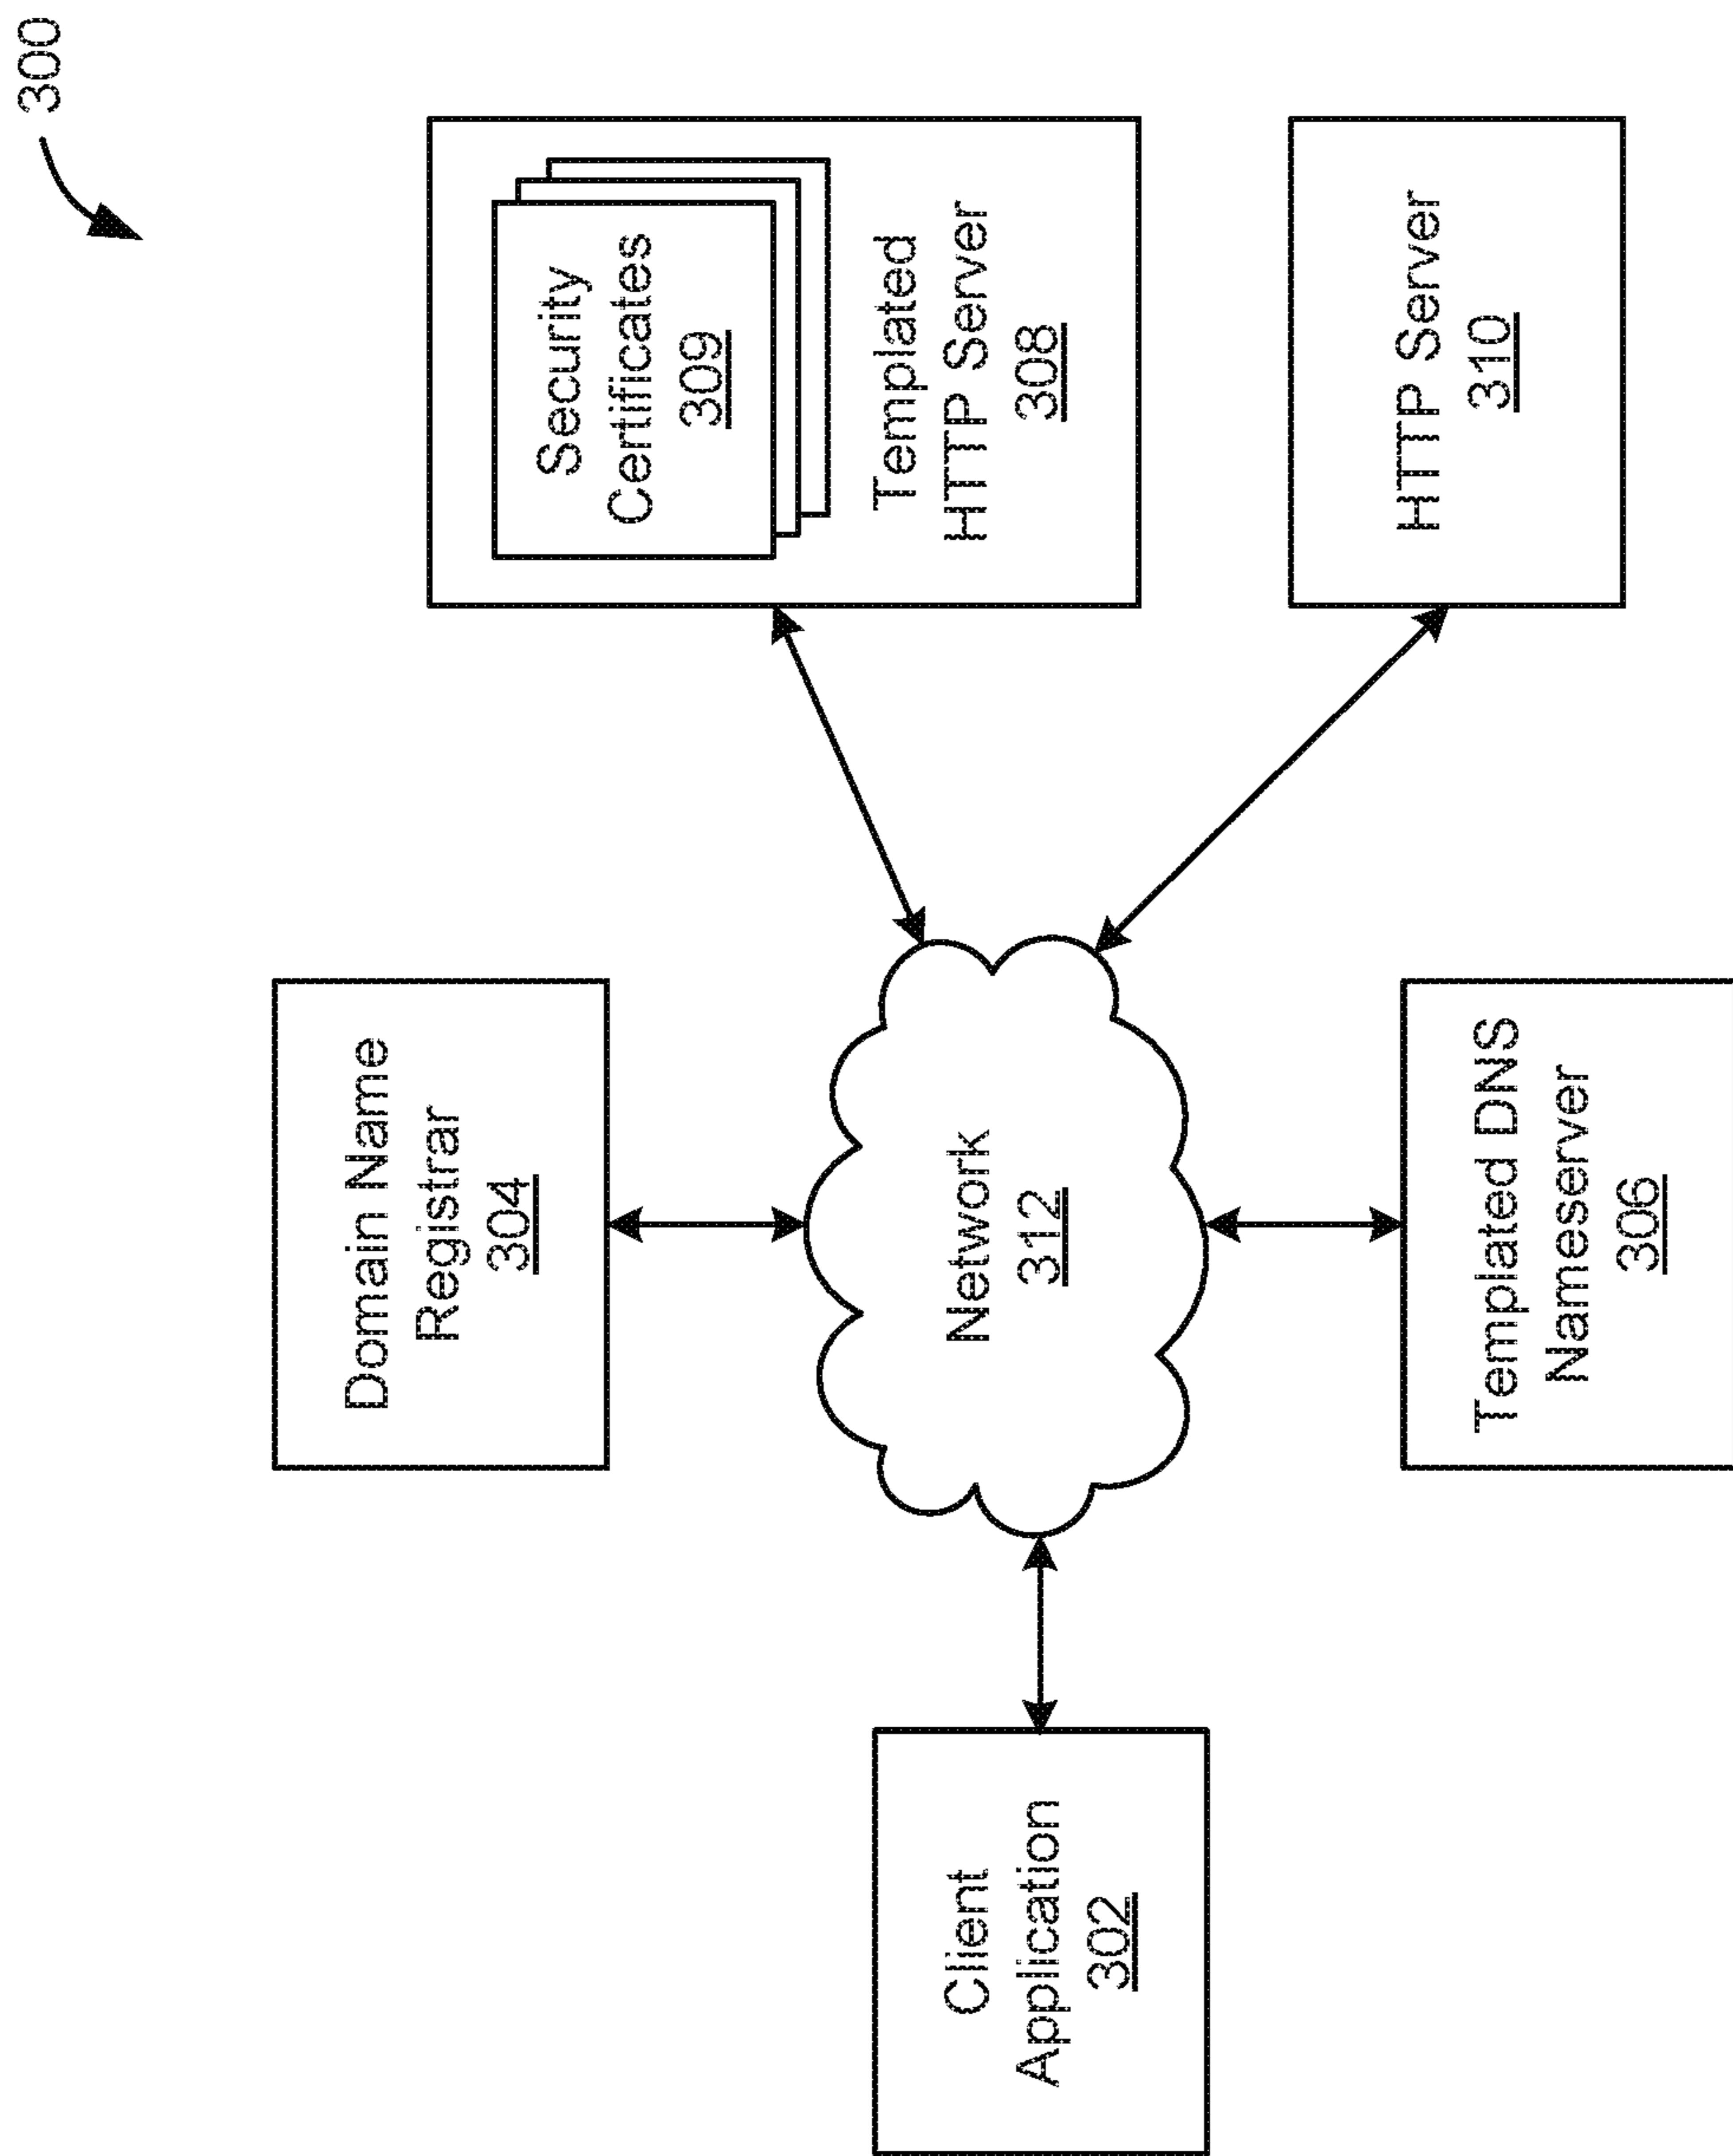 300
Domain Name
Registrar
304
Security
Certificates
309
Templated
HTTP Server
308
Client
Application
302
Network
312
Templated DNS
Nameserver
306
HTTP Server
310